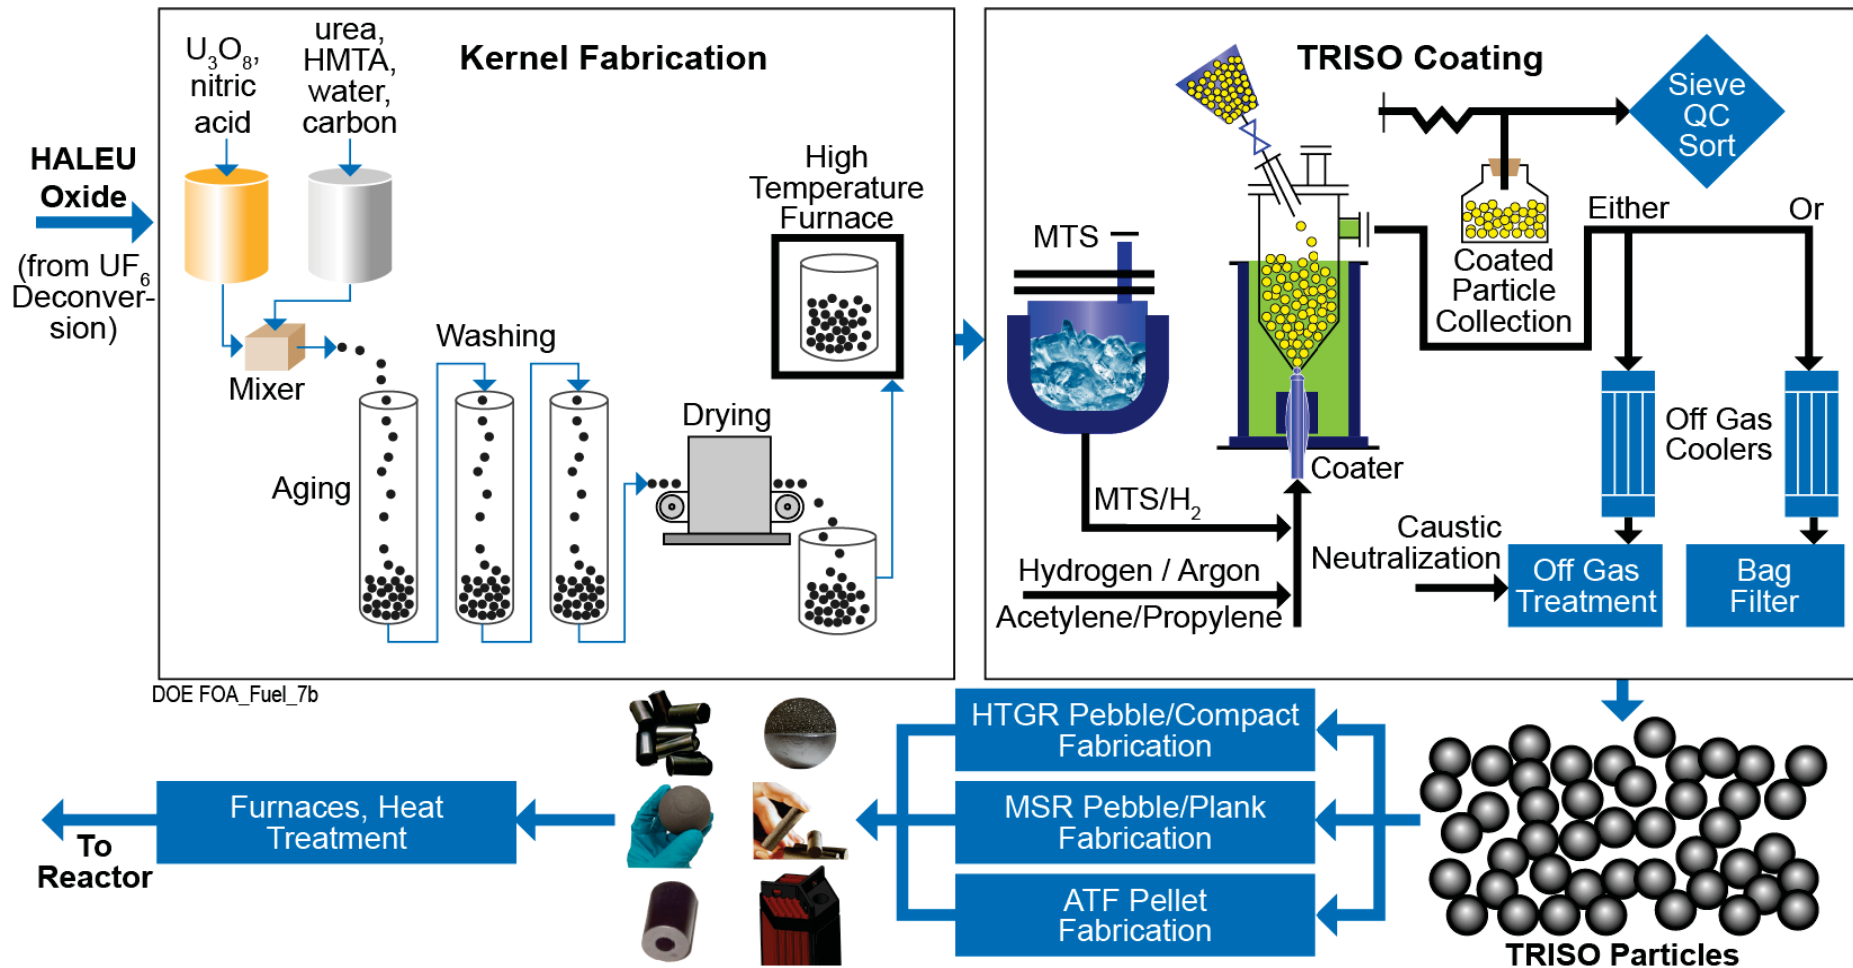 Kernel Fabrication
U3O8,
nitric
acid
urea,
HMTA,
water,
carbon
HALEU
Oxide
(from UF6
Deconver-
sion)
Mixer
Washing
Aging
Drying
High
Temperature
Furnace
TRISO Coating
Sieve
QC
Sort
MTS
Coated
Particle
Collection
Either
Or
Off Gas
Coolers
Coater
MTS/H2
Hydrogen / Argon
Acetylene/Propylene
Caustic
Neutralization
Off Gas
Treatment
Bag
Filter
DOE FOA_Fuel_7b
TRISO Particles
HTGR Pebble/Compact
Fabrication
MSR Pebble/Plank
Fabrication
ATF Pellet
Fabrication
Furnaces, Heat
Treatment
To
Reactor